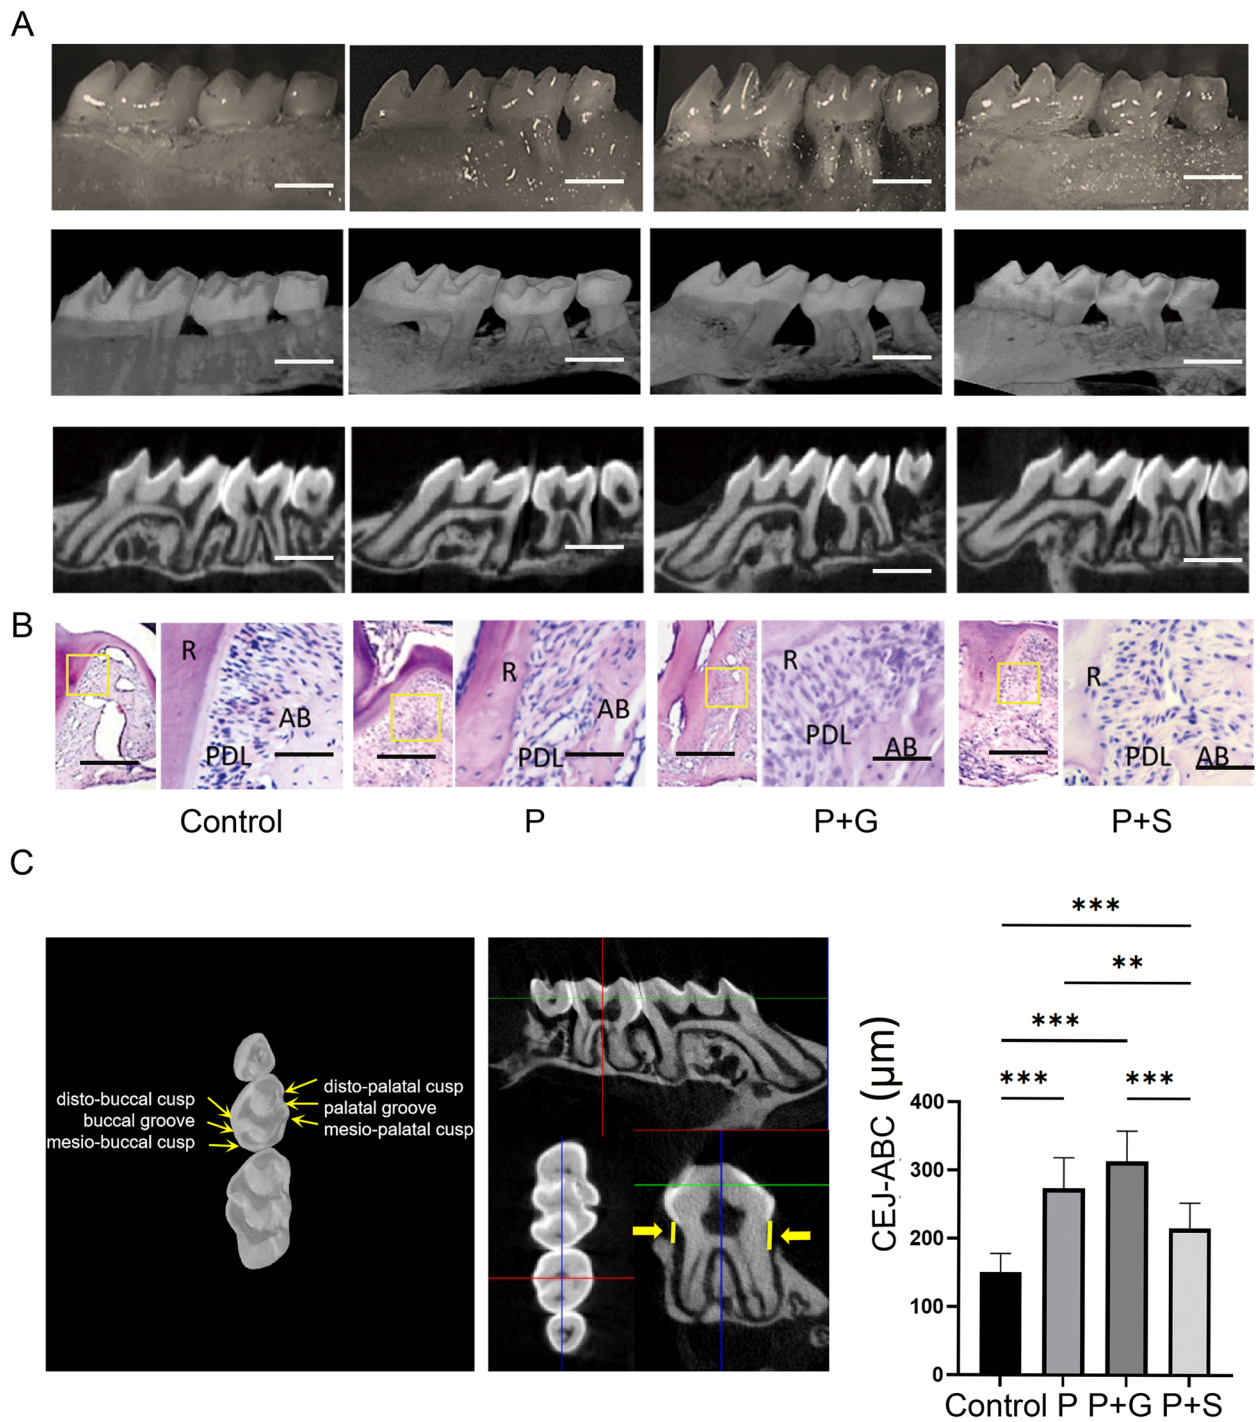 A
B
R
AB
PDL
R
AB
PDL
R
PDL
AB
R
PDL
AB
Control
P
P+G
P+S
C
disto-buccal cusp
buccal groove
mesio-buccal cusp
disto-palatal cusp
palatal groove
mesio-palatal cusp
***
**
***
***
***
CEJ-ABC (μm)
400
300
200
100
0
Control P P+G P+S